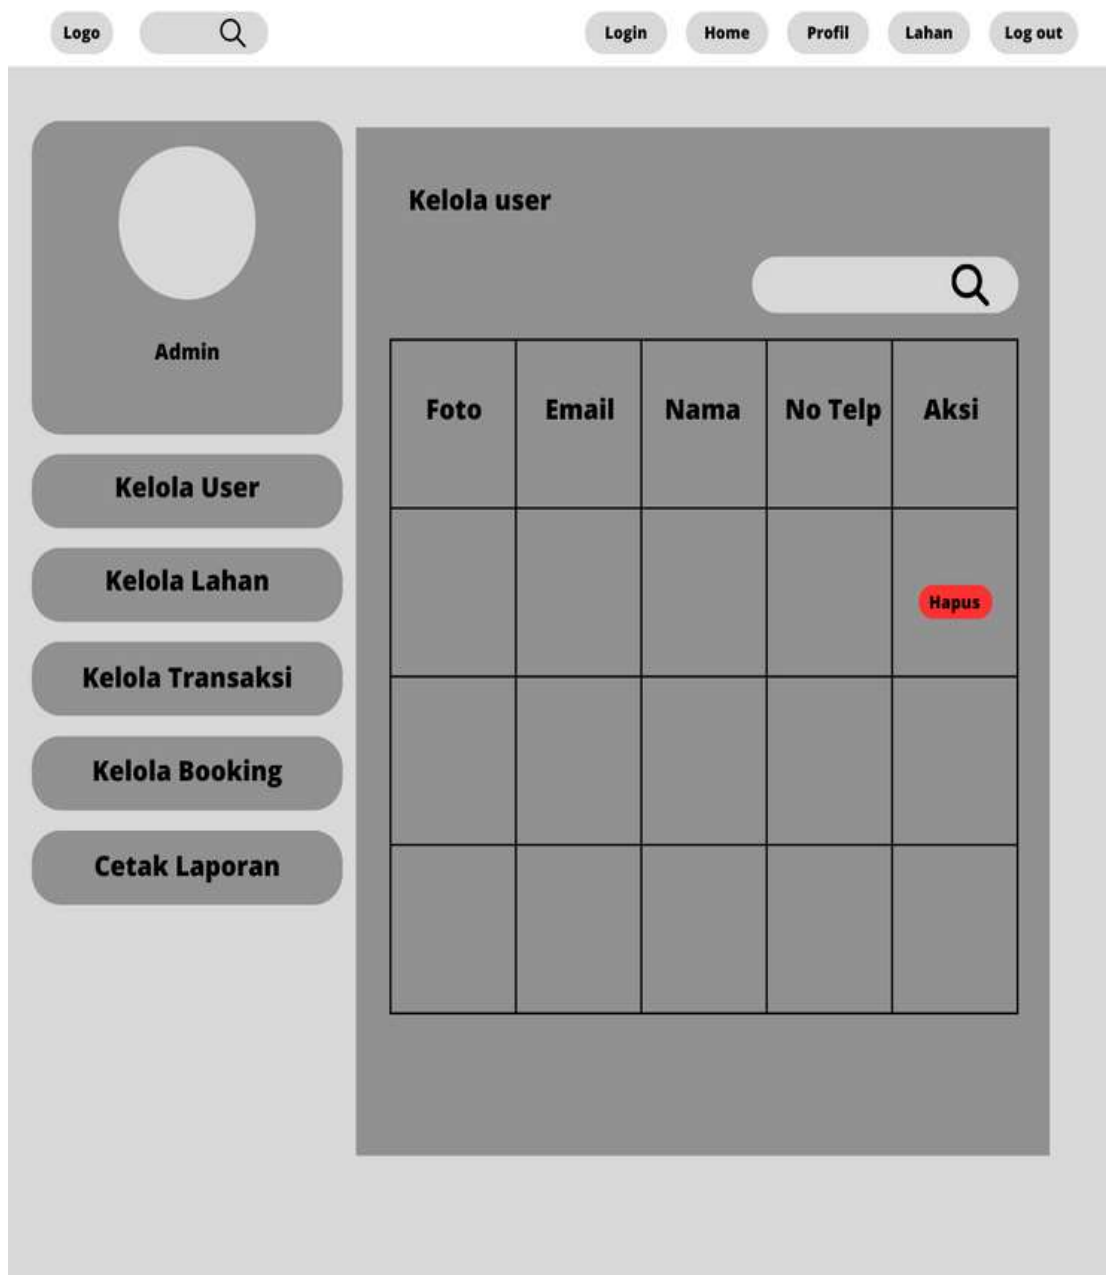 Logo
Login Home Profil Lahan Log out
Admin
Kelola User
Kelola Lahan
Kelola Transaksi
Kelola Booking
Cetak Laporan
Kelola user
Foto Email Nama No Telp Aksi
Hapus